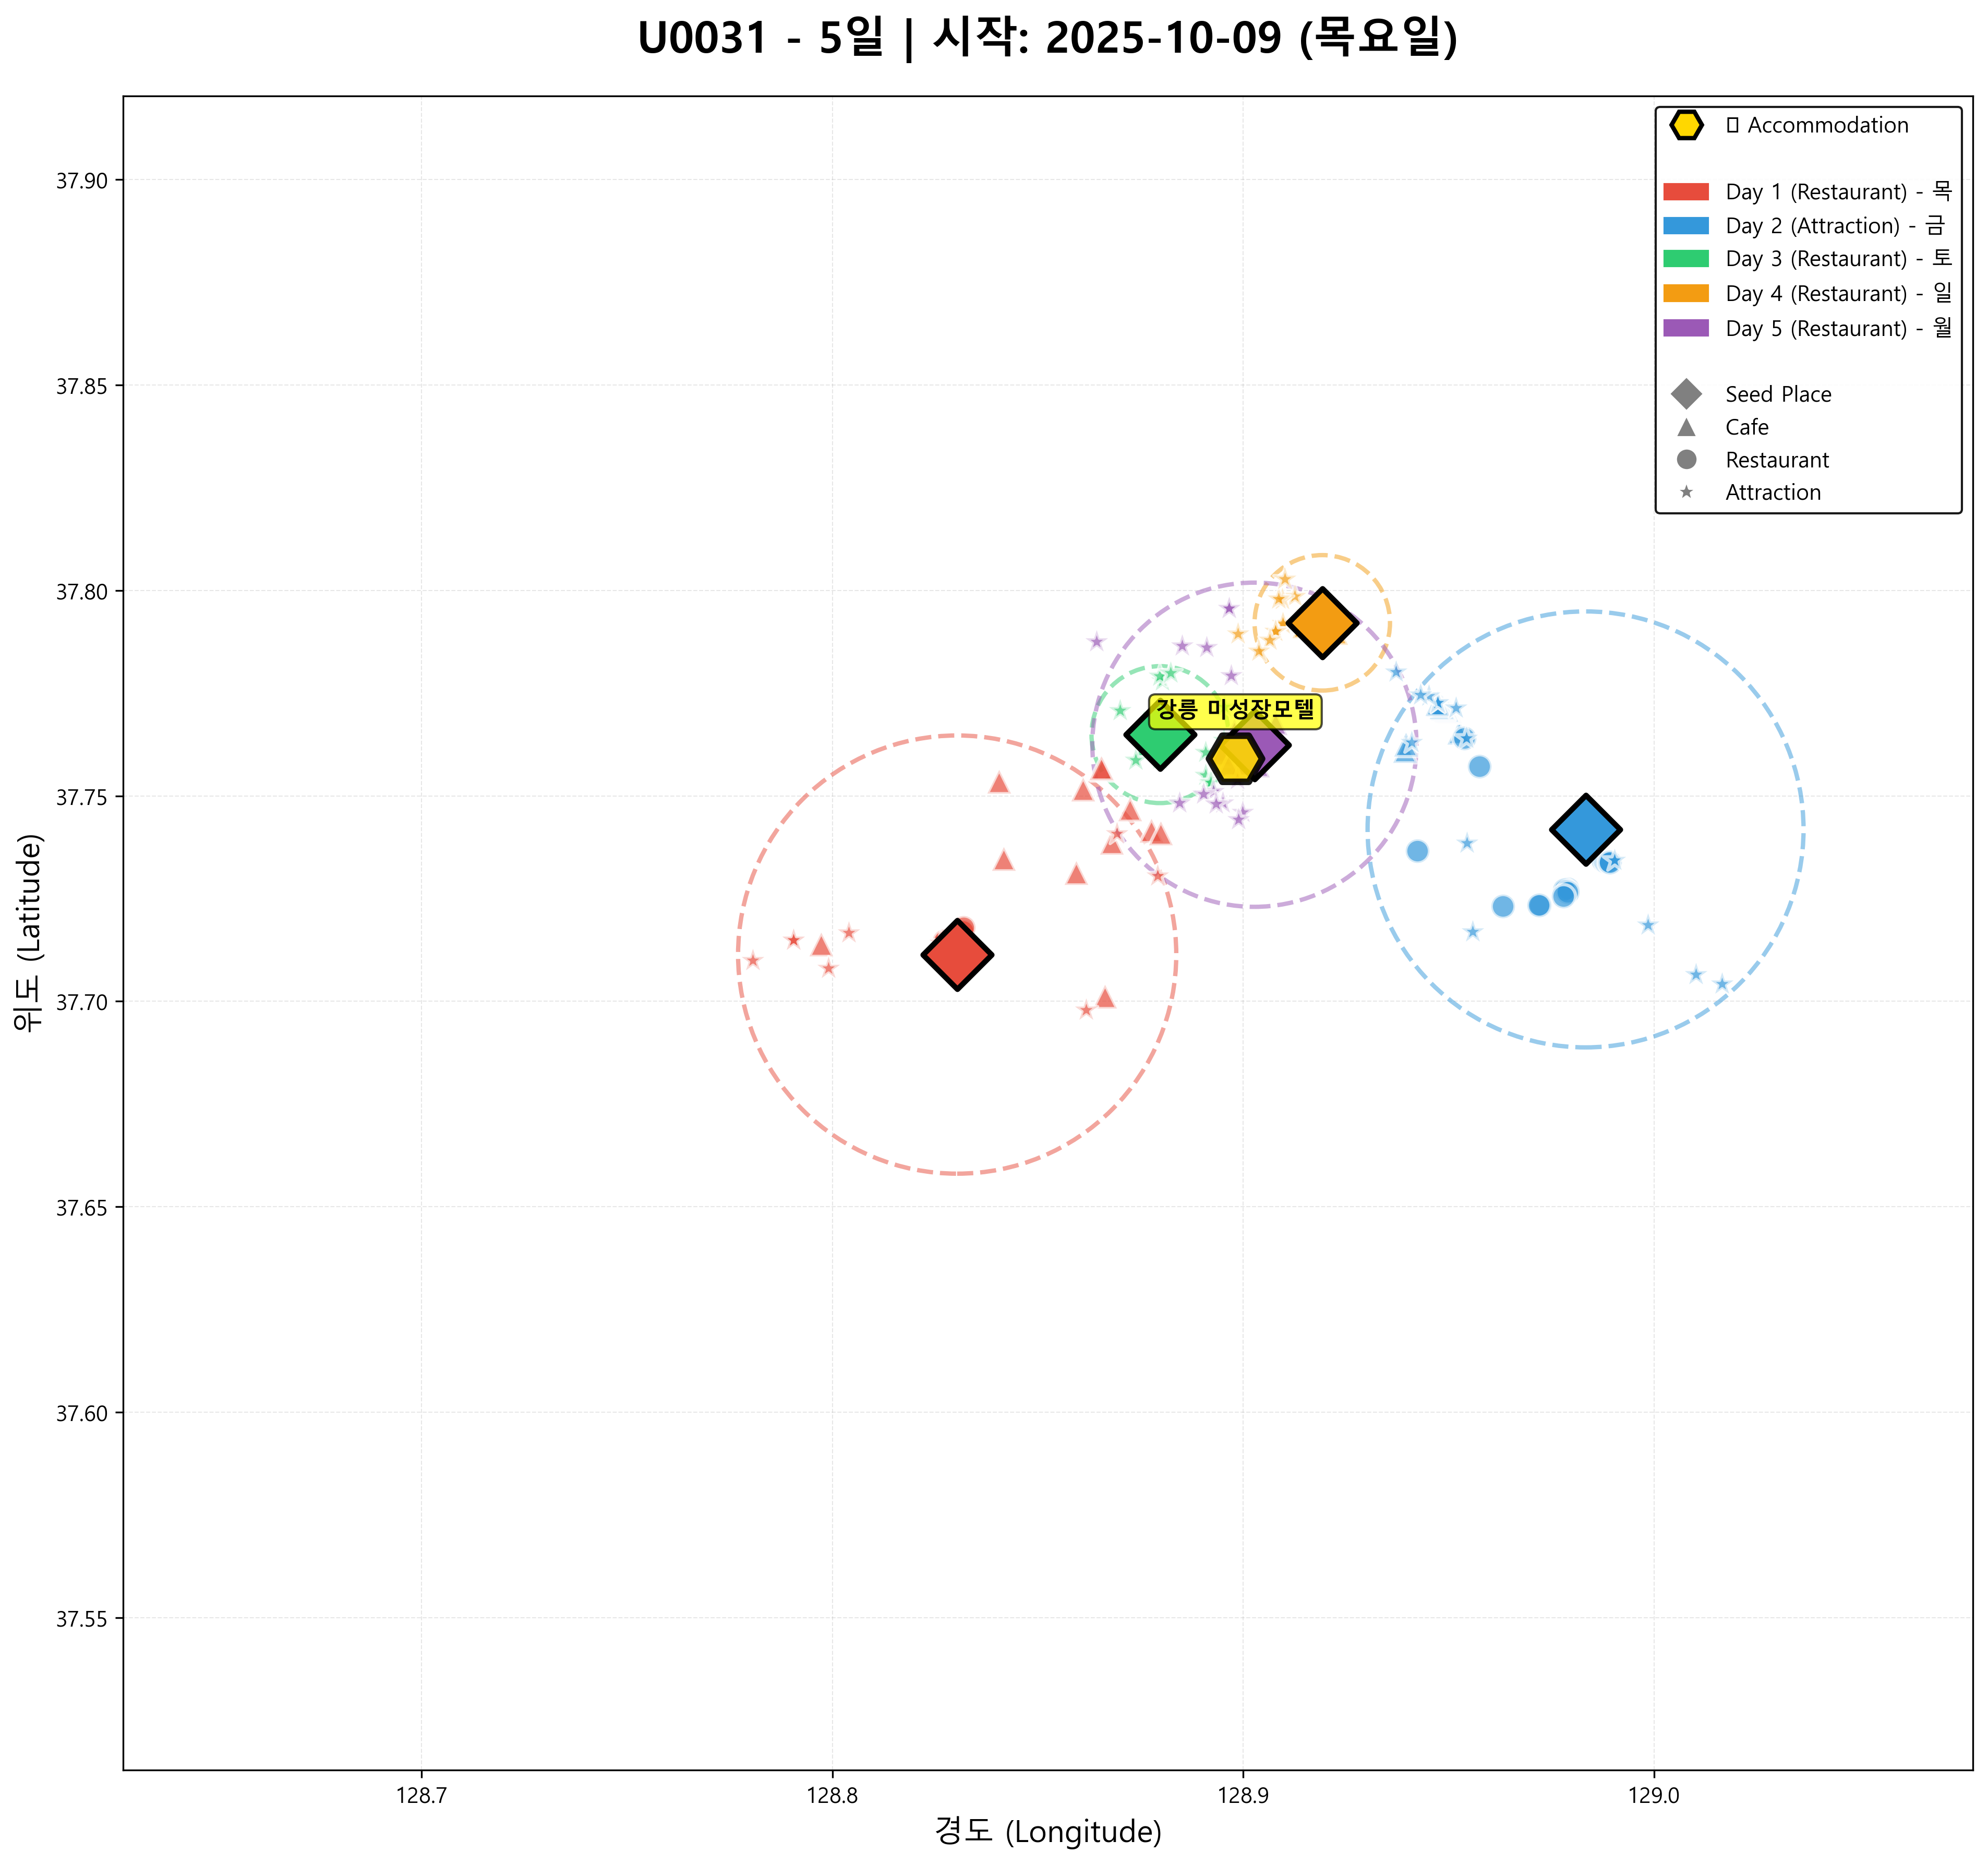 U0031 - 5일 | 시작: 2025-10-09 (목요일)
Accommodation
Day 1 (Restaurant) - 목
Day 2 (Attraction) - 금
Day 3 (Restaurant) - 토
Day 4 (Restaurant) - 일
Day 5 (Restaurant) - 월
Seed Place
Cafe
Restaurant
Attraction
강릉 미성장모텔
37.90
37.85
37.80
37.75
37.70
37.65
37.60
37.55
위도 (Latitude)
128.7
128.8
128.9
129.0
경도 (Longitude)